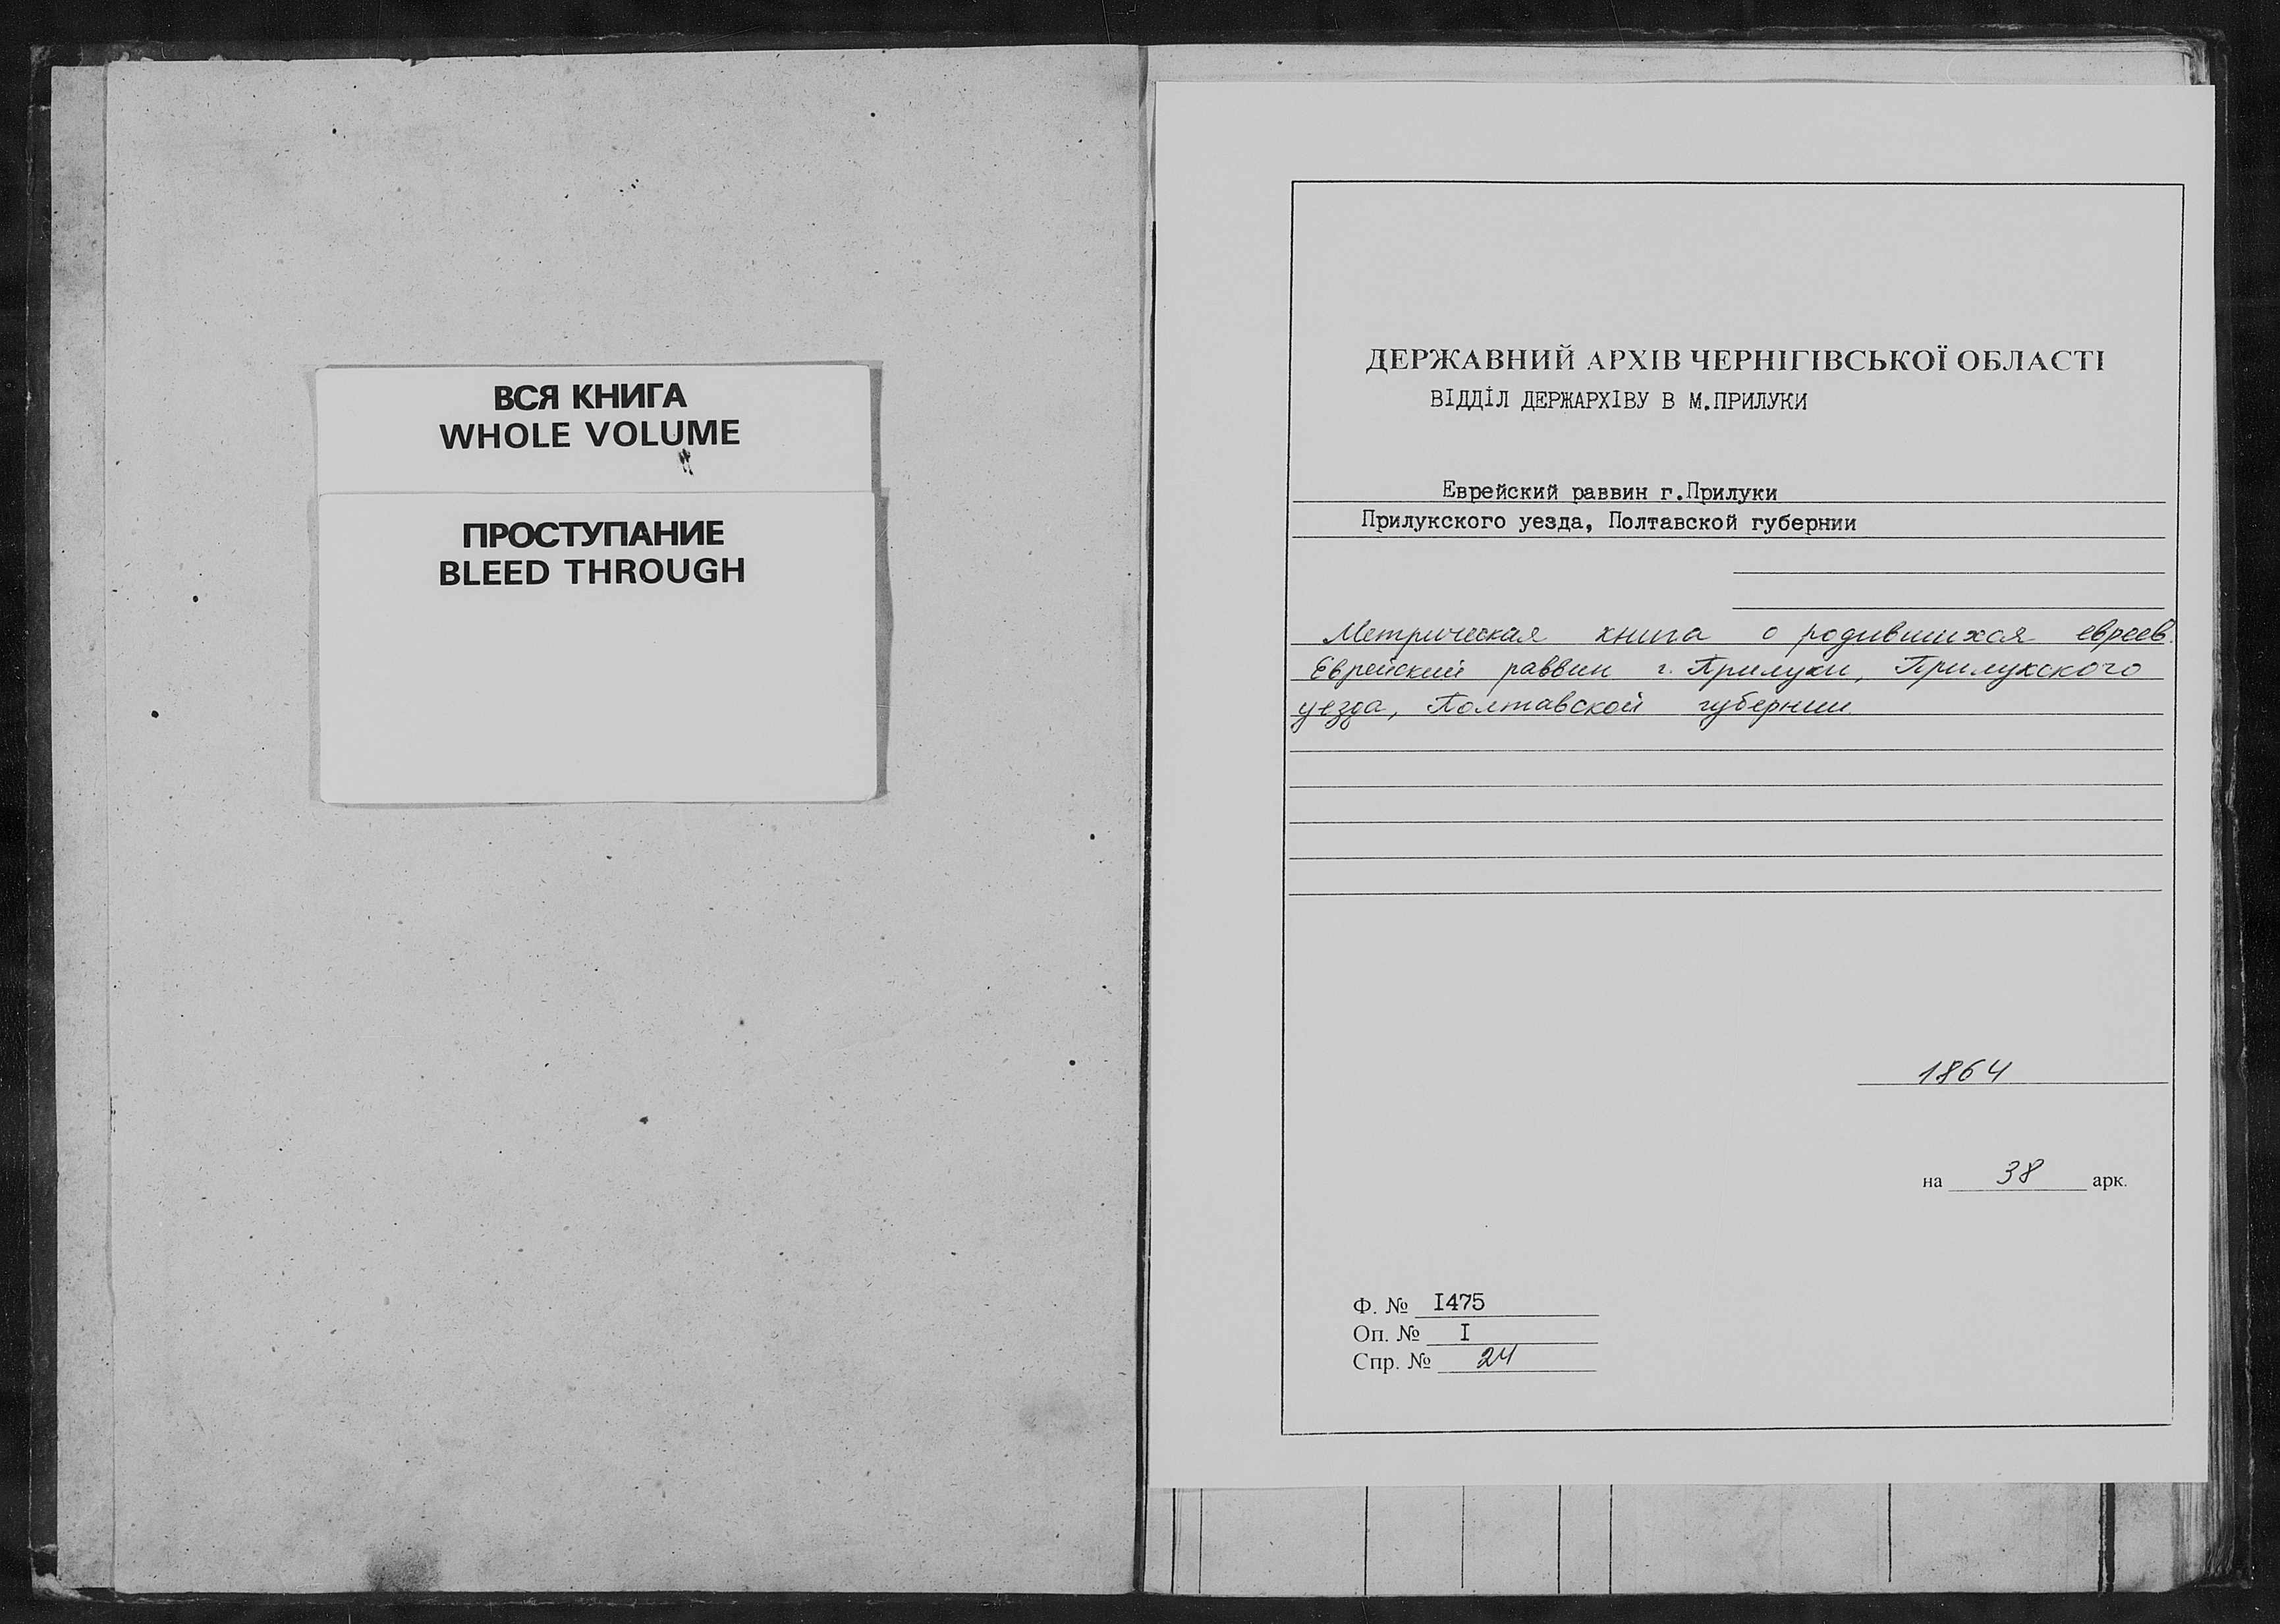 ВСЯ КНИГА
WHOLE VOLUME
ПРОСТУПАНИЕ
BLEED THROUGH
ДЕРЖАВНИЙ АРХІВ ЧЕРНІГІВСЬКОЇ ОБЛАСТІ
ВІДДІЛ ДЕРЖАРХІВУ В М.ПРИЛУКИ
Еврейский раввин г.Прилуки
Прилукского уезда, Полтавской губернии
Метрическая книга о родившихся евреев.
Еврейский раввин г. Прилуки, Прилукского
уезда, Полтавской губернии
1864
на 38 арк.
Ф. № I475
Оп. № I
Спр. № 24